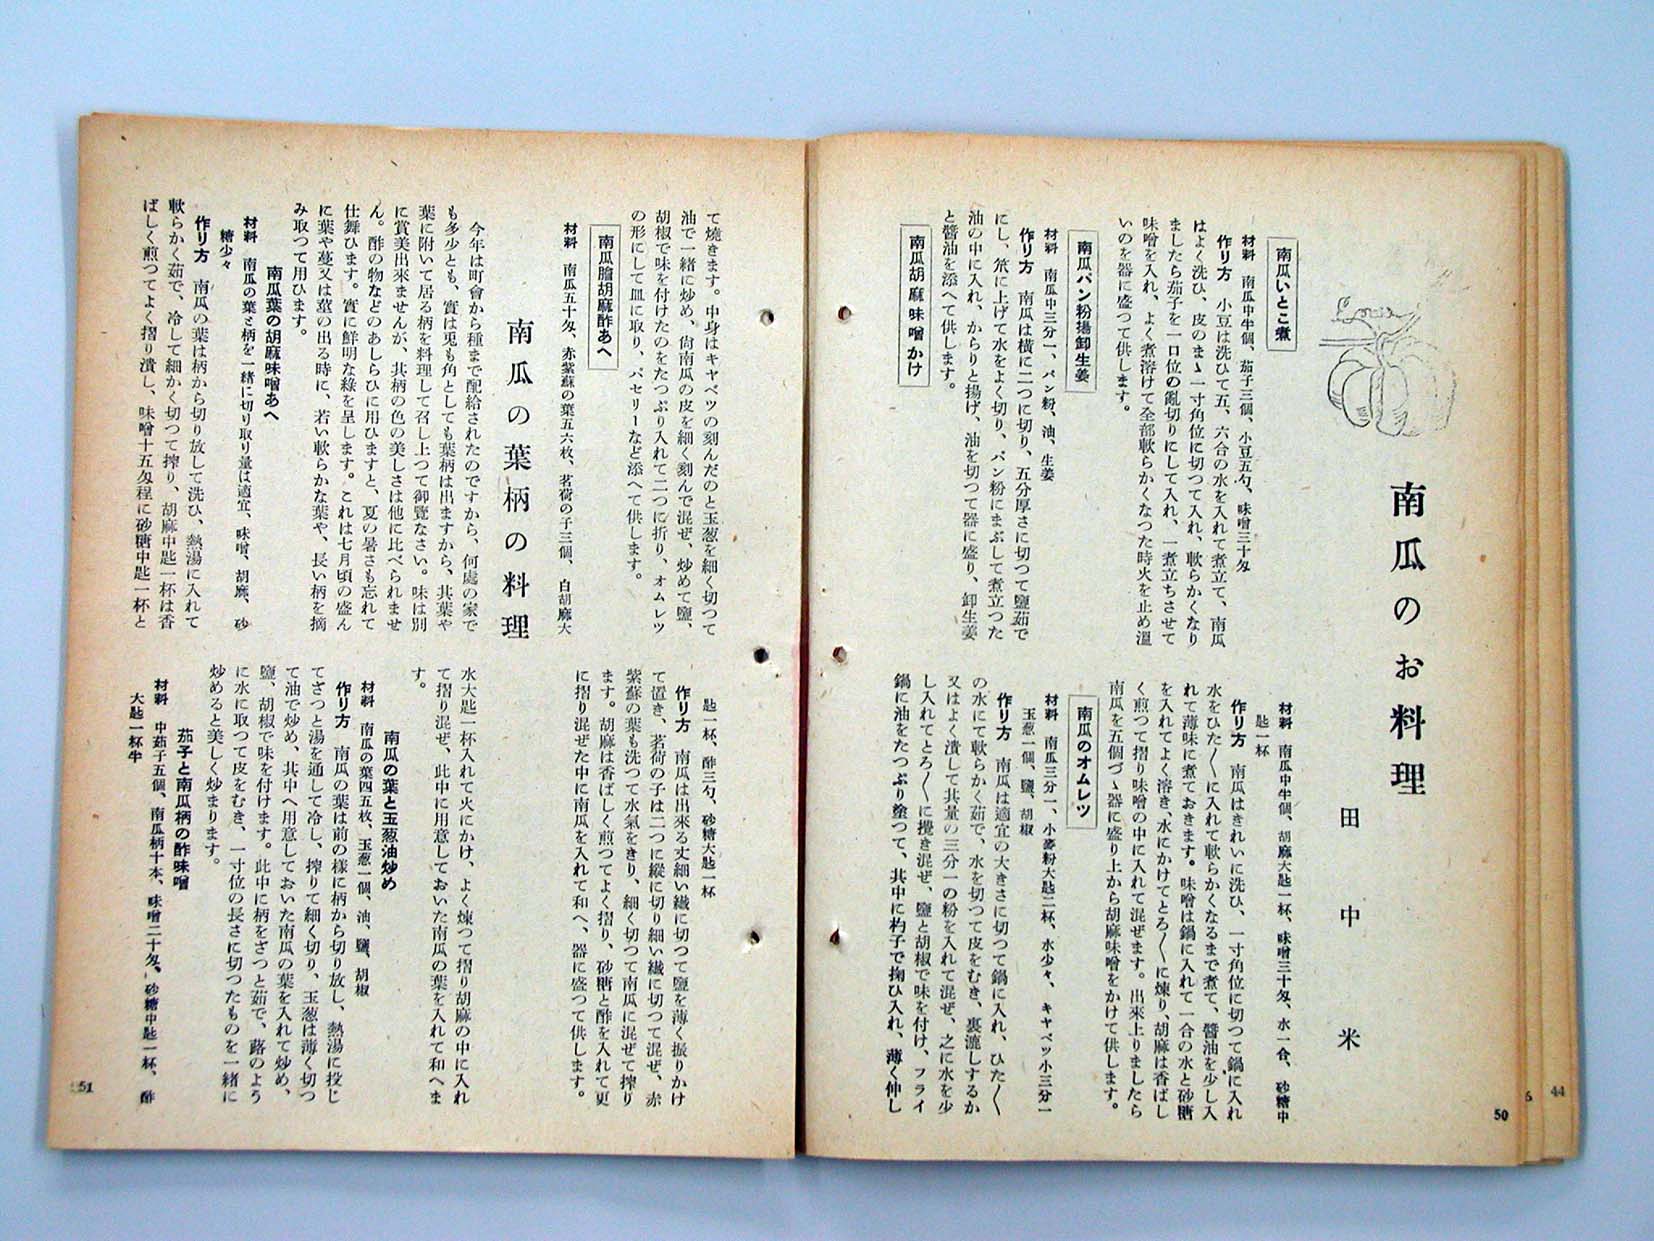 南瓜のお料理
田中米
南瓜いとこ煮
材料 南瓜中半個、茄子三個、小豆五勺、味噌三十匁
作り方 小豆は洗ひて五、六合の水を入れて煮立て、南瓜
はよく洗ひ、皮のまゝ一寸角位に切つて入れ、軟らかくなり
ましたら茄子を一口位の亂切りにして入れ、一煮立ちさせて
味噌を入れ、よく煮溶けて全部軟らかくなつた時火を止め溫
いのを器に盛つて供します。
南瓜パン粉揚卸生姜
材料 南瓜中三分一、パン粉、油、生姜
作り方 南瓜は横に二つに切り、五分厚さに切つて鹽茹で
にし、笊に上げて水をよく切り、パン粉にまぶして煮立つた
油の中に入れ、からりと揚げ、油を切つて器に盛り、卸生姜
と醬油を添へて供します。
南瓜胡麻味噌かけ
材料 南瓜中半個、胡麻大匙一杯、味噌三十匁、水一合、砂糖中
匙一杯
作り方 南瓜はきれいに洗ひ、一寸角位に切つて鍋に入れ
水をひた〳〵に入れて軟らかくなるまで煮て、醬油を少し入
れて薄味に煮ておきます。味噌は鍋に入れて一合の水と砂糖
を入れてよく溶き、水にかけてとろ〳〵に煉り、胡麻は香ばし
く煎つて摺り味噌の中に入れて混ぜます。出來上りましたら
南瓜を五個づゝ器に盛り上から胡麻味噌をかけて供します。
南瓜のオムレツ
材料 南瓜三分一、小麥粉大匙二杯、水少々、キヤベツ小三分一
玉葱一個、鹽、胡椒
作り方 南瓜は適宜の大きさに切つて鍋に入れ、ひた〳〵
の水にて軟らかく茹で、水を切つて皮をむき、裏漉しするか
又はよく潰して其量の三分一の粉を入れて混ぜ、之に水を少
し入れてとろ〳〵に攪き混ぜ、鹽と胡椒で味を付け、フライ
鍋に油をたつぷり塗つて、其中に杓子で掬ひ入れ、薄く伸し
50
44
て燒きます。中身はキヤベツの刻んだのと玉葱を細く切つて
油で一緒に炒め、尙南瓜の皮を細く刻んで混ぜ、炒めて鹽、
胡椒で味を付けたのをたつぷり入れて二つに折り、オムレツ
の形にして皿に取り、パセリーなど添へて供します。
南瓜膾胡麻酢あへ
材料 南瓜五十匁、赤紫蘇の葉五六枚、茗荷の子三個、白胡麻大
匙一杯、酢三勺、砂糖大匙一杯
作り方 南瓜は出來る丈細い繊に切つて鹽を薄く振りかけ
て置き、茗荷の子は二つに縱に切り細い繊に切つて混ぜ、赤
紫蘇の葉も洗つて水氣をきり、細く切つて南瓜に混ぜて搾り
ます。胡麻は香ばしく煎つてよく摺り、砂糖と酢を入れて更
に摺り混ぜた中に南瓜を入れて和へ、器に盛つて供します。
南瓜の葉柄の料理
今年は町會から種まで配給されたのですから、何處の家で
も多少とも、實は兎も角としても葉柄は出ますから、其葉や
葉に附いて居る柄を料理して召し上つて御覽なさい。味は別
に賞美出來ませんが、其柄の色の美しさは他に比べられませ
ん。酢の物などのあしらひに用ひますと、夏の暑さも忘れて
仕舞ひます。實に鮮明な綠を呈します。これは七月頃の盛ん
に葉や蔓又は莖の出る時に、若い軟らかな葉や、長い柄を摘
み取つて用ひます。
南瓜葉の胡麻味噌あへ
材料 南瓜の葉と柄を一緒に切り取り量は適宜、味噌、胡麻、砂
糖少々
作り方 南瓜の葉は柄から切り放して洗ひ、熱湯に入れて
軟らかく茹で、冷して細かく切つて搾り、胡麻中匙一杯は香
ばしく煎つてよく摺り潰し、味噌十五匁程に砂糖中匙一杯と
水大匙一杯入れて火にかけ、よく煉つて摺り胡麻の中に入れ
て摺り混ぜ、此中に用意しておいた南瓜の葉を入れて和へま
す。
南瓜の葉と玉葱油炒め
材料 南瓜の葉四五枚、玉葱一個、油、鹽、胡椒
作り方 南瓜の葉は前の樣に柄から切り放し、熱湯に投じ
てさつと湯を通して冷し、搾りて細く切り、玉葱は薄く切つ
て油で炒め、其中へ用意しておいた南瓜の葉を入れて炒め、
鹽、胡椒で味を付けます。此中に柄をざつと茹で、蕗のよう
に水に取つて皮をむき、一寸位の長さに切つたものを一緒に
炒めると美しく炒まります。
茄子と南瓜柄の酢味噌
材料 中茄子五個、南瓜柄十本、味噌二十匁、砂糖中匙一杯、酢
大匙一杯半
51